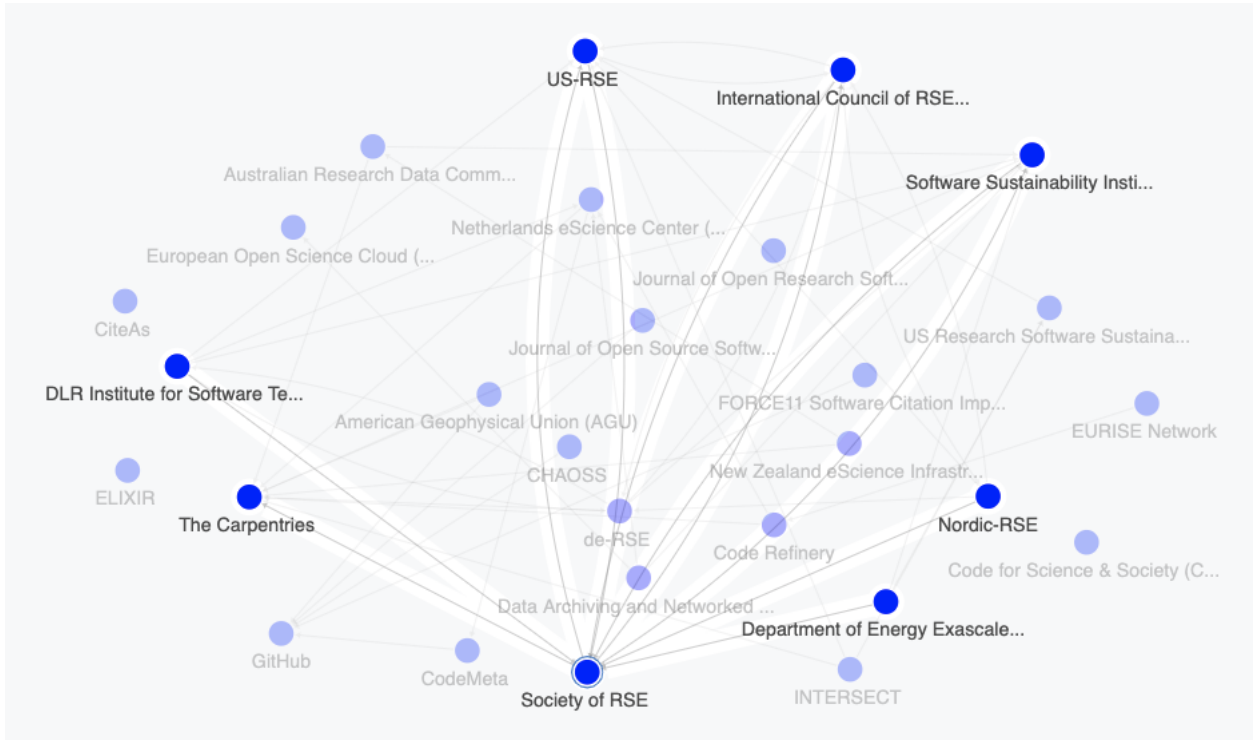 US-RSE
International Council of RSE...
Australian Research Data Comm...
Software Sustainability Insti...
Netherlands eScience Center (...
European Open Science Cloud (...
Journal of Open Research Soft...
CiteAs
US Research Software Sustaina...
Journal of Open Source Softw...
DLR Institute for Software Te...
FORCE11 Software Citation Imp...
American Geophysical Union (AGU)
EURISE Network
New Zealand eScience Infrastr...
CHAOSS
ELIXIR
The Carpentries
Nordic-RSE
de-RSE
Code Refinery
Code for Science & Society (C...
Data Archiving and Networked ...
Department of Energy Exascale...
GitHub
CodeMeta
INTERSECT
Society of RSE